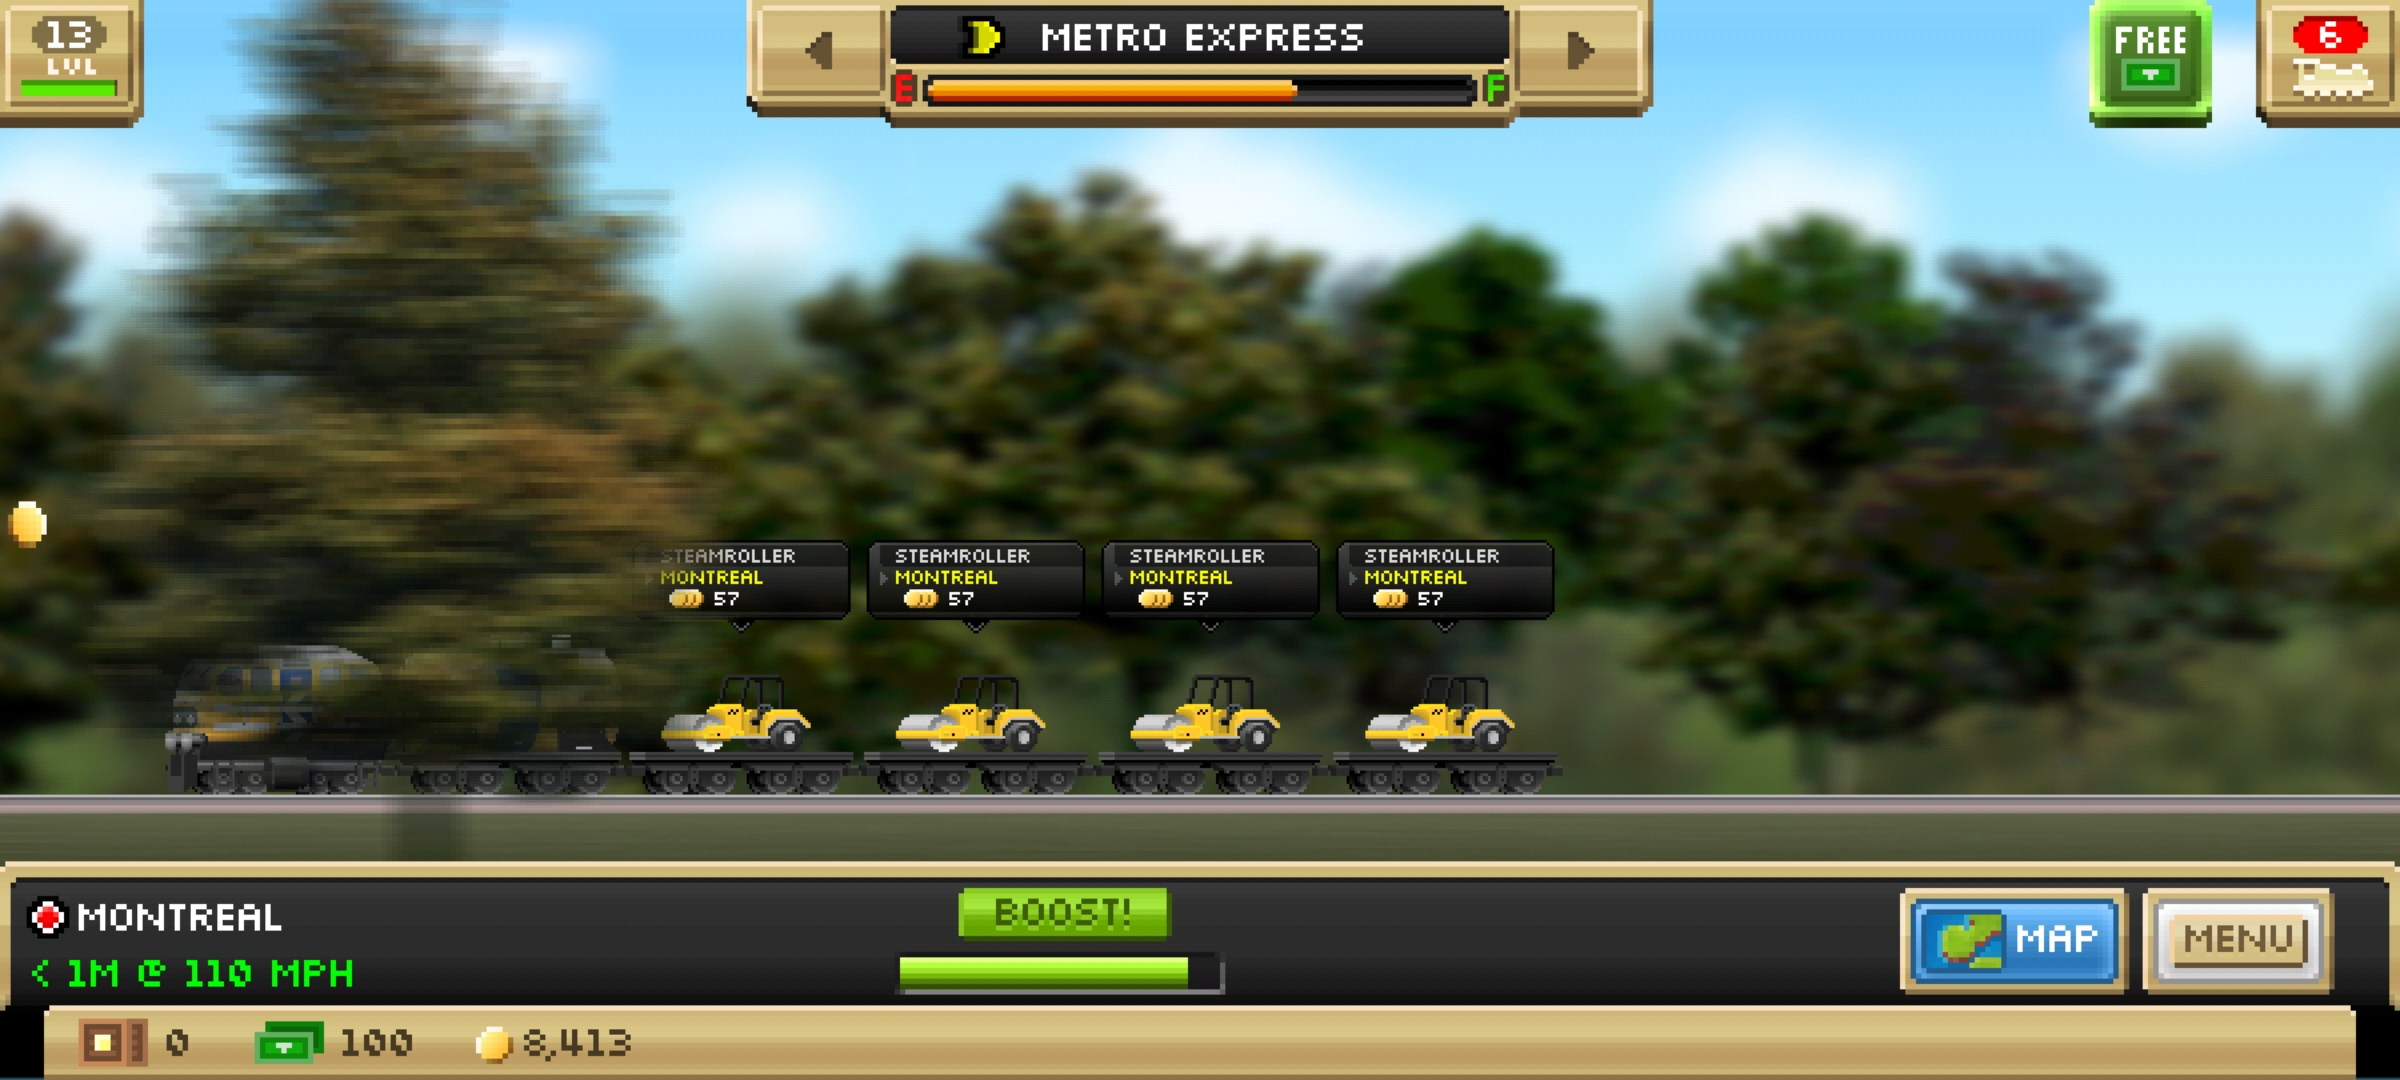 13
LVL
METRO EXPRESS
E F
FREE
6
STEAMROLLER
MONTREAL
57
STEAMROLLER
MONTREAL
57
STEAMROLLER
MONTREAL
57
STEAMROLLER
MONTREAL
57
MONTREAL
< 1M @ 110 MPH
BOOST!
MAP
MENU
0
100
8,413